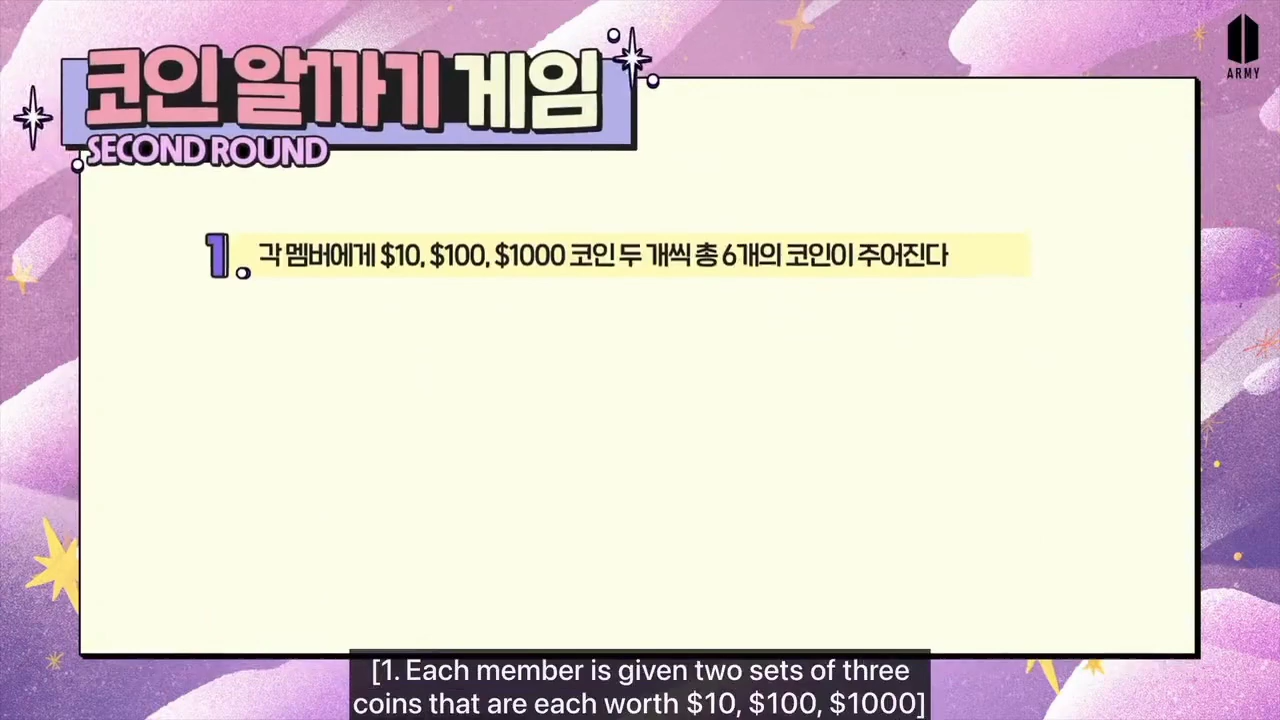 코인 알까기 게임
SECOND ROUND
ARMY
1. 각 멤버에게 $10, $100, $1000 코인 두 개씩 총 6개의 코인이 주어진다
[1. Each member is given two sets of three
coins that are each worth $10, $100, $1000]